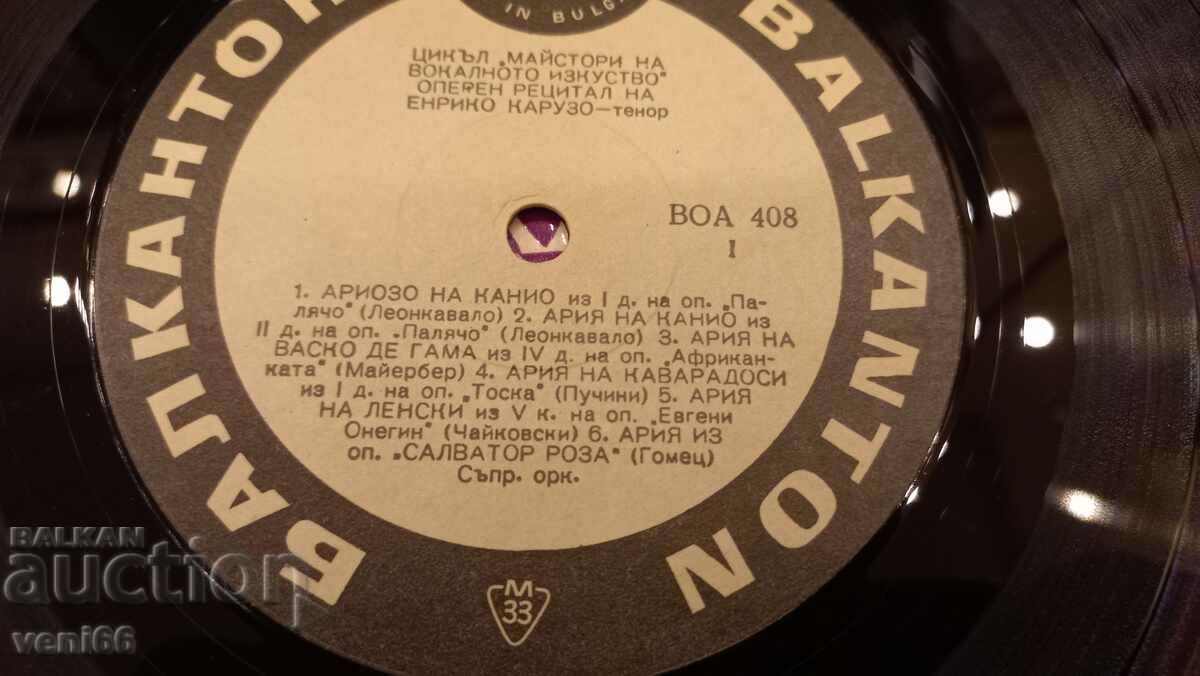 IN BULGA
БАЛКАНТОН
BALKANTON
ЦИКЪЛ „МАЙСТОРИ НА
ВОКАЛНОТО ИЗКУСТВО"
ОПЕРЕН РЕЦИТАЛ НА
ЕНРИКО КАРУЗО—тенор
ВОА 408
I
1. АРИОЗО НА КАНИО из I д. на оп. „Па-
лячо" (Леонкавало) 2. АРИЯ НА КАНИО из
II д. на оп. „Палячо" (Леонкавало) 3. АРИЯ НА
ВАСКО ДЕ ГАМА из IV д. на оп. „Африкан-
ката" (Майербер) 4. АРИЯ НА КАВАРАДОСИ
из I д. на оп. „Тоска" (Пучини) 5. АРИЯ
НА ЛЕНСКИ из V к. на оп. „Евгени
Онегин" (Чайковски) 6. АРИЯ ИЗ
оп. „САЛВАТОР РОЗА" (Гомец)
Съпр. орк.
М
33
BALKAN
auction
veni66